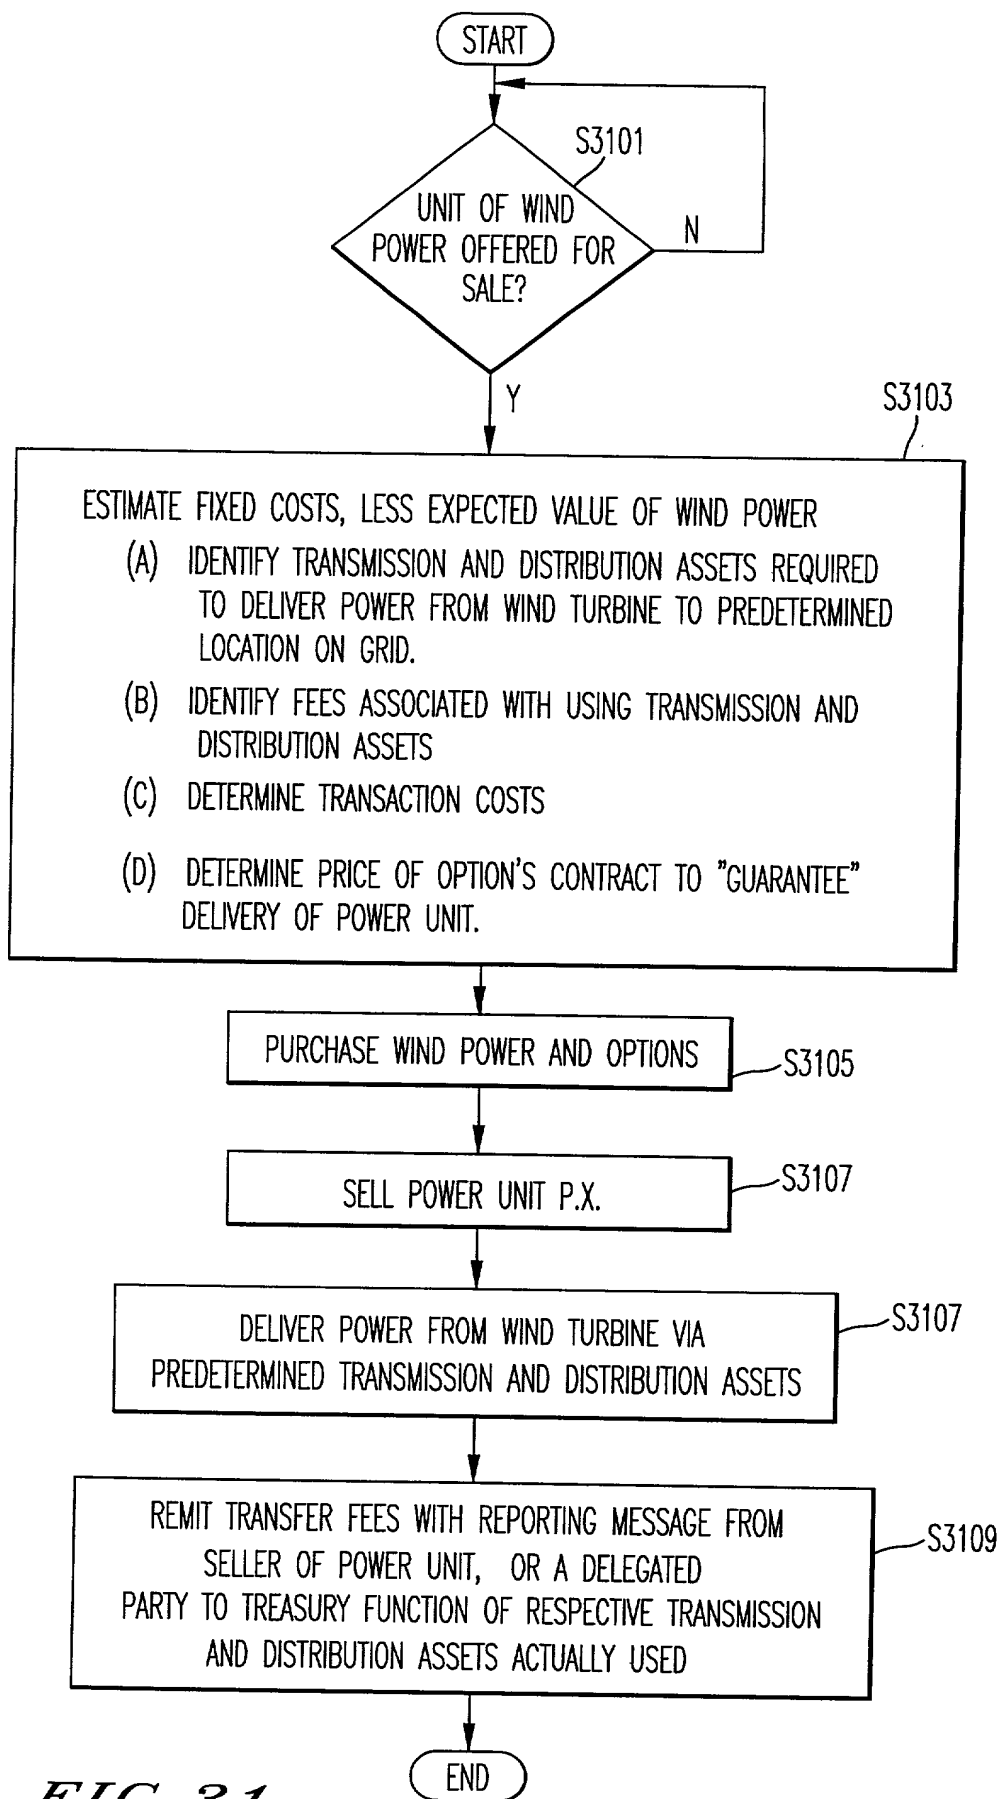 START
S3101
UNIT OF WIND
POWER OFFERED FOR
SALE?
N
Y
S3103
ESTIMATE FIXED COSTS, LESS EXPECTED VALUE OF WIND POWER
(A) IDENTIFY TRANSMISSION AND DISTRIBUTION ASSETS REQUIRED
TO DELIVER POWER FROM WIND TURBINE TO PREDETERMINED
LOCATION ON GRID.
(B) IDENTIFY FEES ASSOCIATED WITH USING TRANSMISSION AND
DISTRIBUTION ASSETS
(C) DETERMINE TRANSACTION COSTS
(D) DETERMINE PRICE OF OPTION'S CONTRACT TO "GUARANTEE"
DELIVERY OF POWER UNIT.
PURCHASE WIND POWER AND OPTIONS
S3105
SELL POWER UNIT P.X.
S3107
DELIVER POWER FROM WIND TURBINE VIA
PREDETERMINED TRANSMISSION AND DISTRIBUTION ASSETS
S3107
REMIT TRANSFER FEES WITH REPORTING MESSAGE FROM
SELLER OF POWER UNIT, OR A DELEGATED
PARTY TO TREASURY FUNCTION OF RESPECTIVE TRANSMISSION
AND DISTRIBUTION ASSETS ACTUALLY USED
S3109
END
FIG. 31